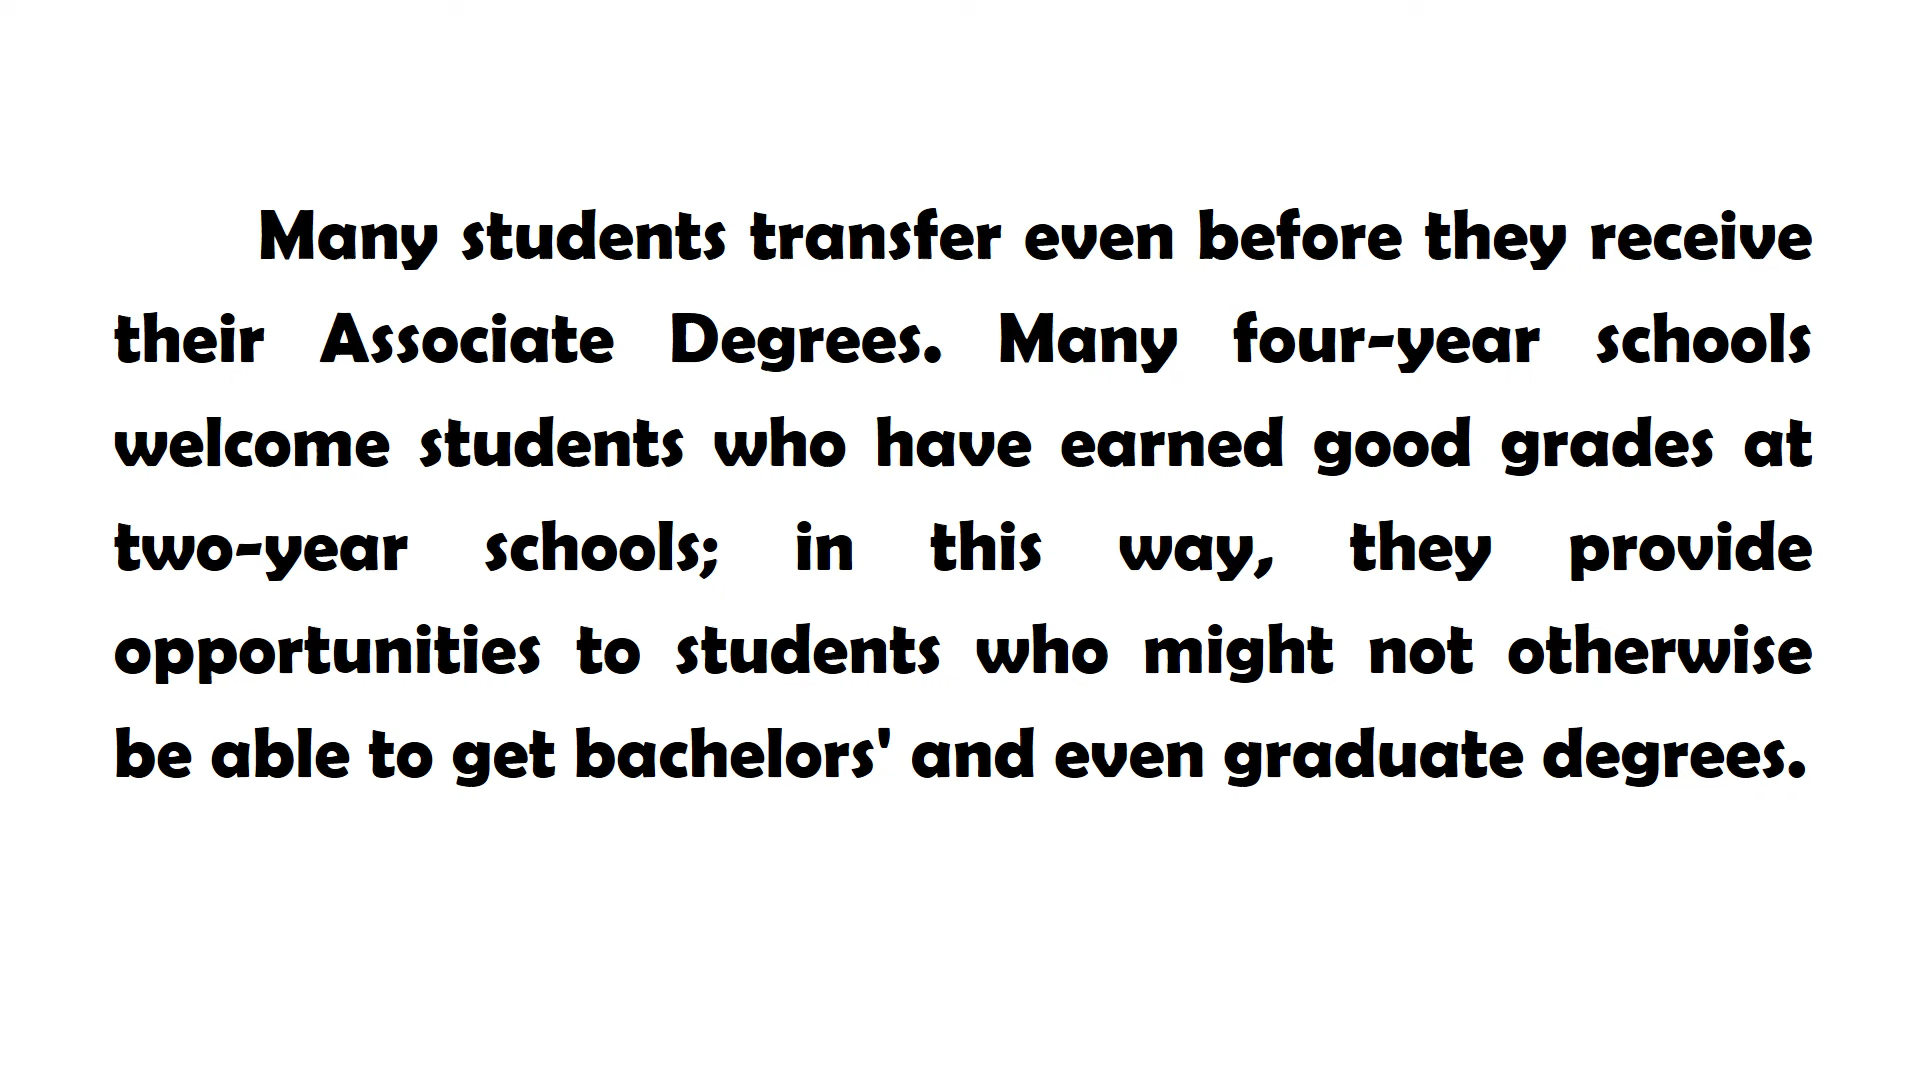 Many students transfer even before they receive
their Associate Degrees. Many four-year schools
welcome students who have earned good grades at
two-year schools; in this way, they provide
opportunities to students who might not otherwise
be able to get bachelors' and even graduate degrees.